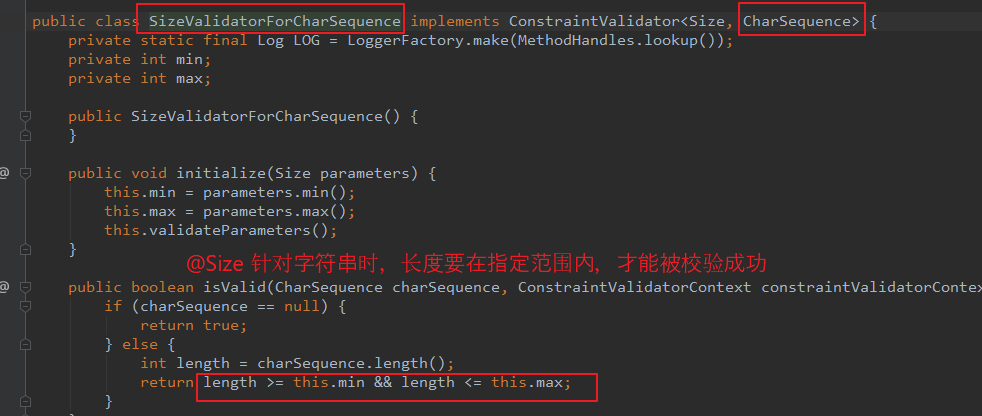 public class SizeValidatorForCharSequence implements ConstraintValidator<Size, CharSequence> {
private static final Log LOG = LoggerFactory.make(MethodHandles.lookup());
private int min;
private int max;
public SizeValidatorForCharSequence() {
}
@ public void initialize(Size parameters) {
this.min = parameters.min();
this.max = parameters.max();
this.validateParameters();
}
@Size 针对字符串时，长度要在指定范围内，才能被校验成功
@ public boolean isValid(CharSequence charSequence, ConstraintValidatorContext constraintValidatorContex
if (charSequence == null) {
return true;
} else {
int length = charSequence.length();
return length >= this.min && length <= this.max;
}